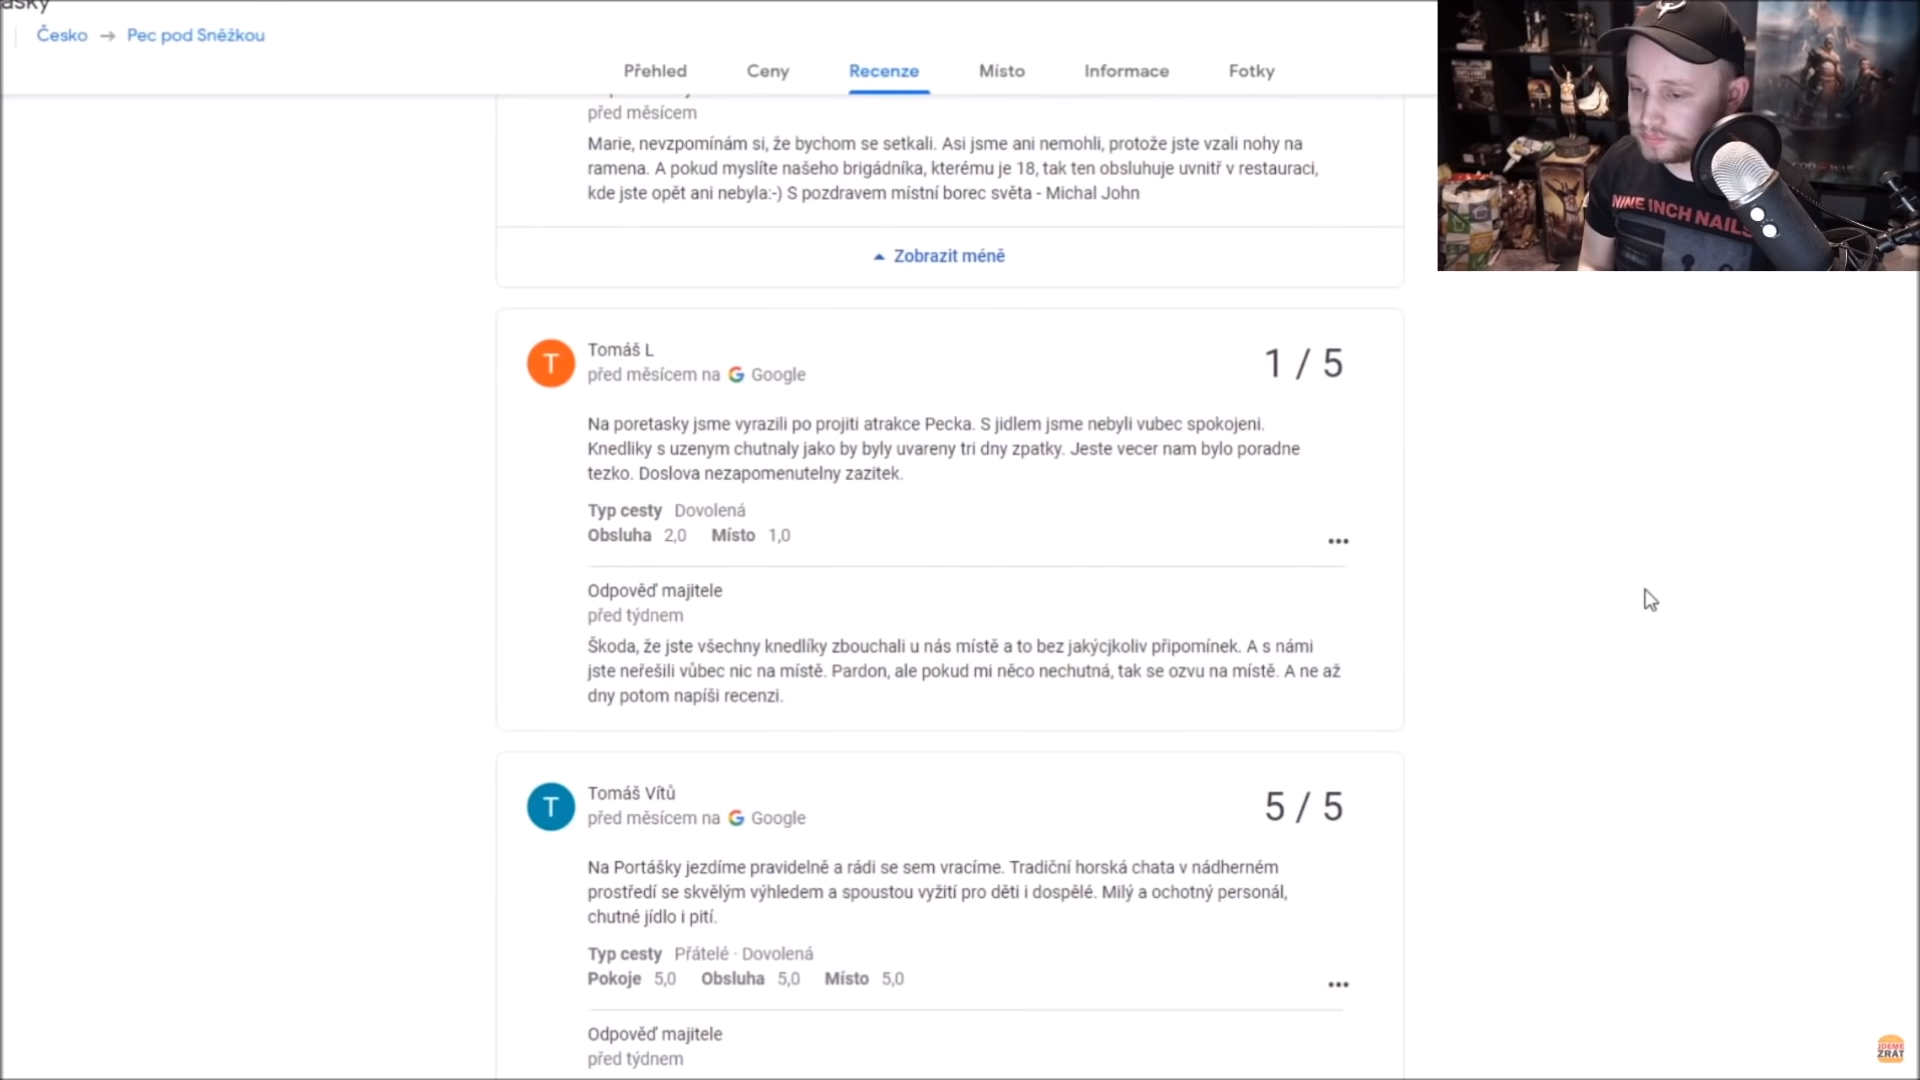 Česko → Pec pod Sněžkou
Přehled Ceny Recenze Místo Informace Fotky
před měsícem
Marie, nevzpomínám si, že bychom se setkali. Asi jsme ani nemohli, protože jste vzali nohy na
ramena. A pokud myslíte našeho brigádníka, kterému je 18, tak ten obsluhuje uvnitř v restauraci,
kde jste opět ani nebyla:-) S pozdravem místní borec světa - Michal John
Zobrazit méně
T
Tomáš L
1 / 5
před měsícem na Google
Na poretasky jsme vyrazili po projiti atrakce Pecka. S jidlem jsme nebyli vubec spokojeni.
Knedliky s uzenym chutnaly jako by byly uvareny tri dny zpatky. Jeste vecer nam bylo poradne
tezko. Doslova nezapomenutelny zazitek.
Typ cesty Dovolená
Obsluha 2,0 Místo 1,0
Odpověď majitele
před týdnem
Škoda, že jste všechny knedlíky zbouchali u nás místě a to bez jakýcjkoliv připomínek. A s námi
jste neřešili vůbec nic na místě. Pardon, ale pokud mi něco nechutná, tak se ozvu na místě. A ne až
dny potom napíši recenzi.
T
Tomáš Vítů
5 / 5
před měsícem na Google
Na Portášky jezdíme pravidelně a rádi se sem vracíme. Tradiční horská chata v nádherném
prostředí se skvělým výhledem a spoustou vyžití pro děti i dospělé. Milý a ochotný personál,
chutné jídlo i pití.
Typ cesty Přátelé · Dovolená
Pokoje 5,0 Obsluha 5,0 Místo 5,0
Odpověď majitele
před týdnem
NINE INCH NAILS
JDEME
ŽRÁT